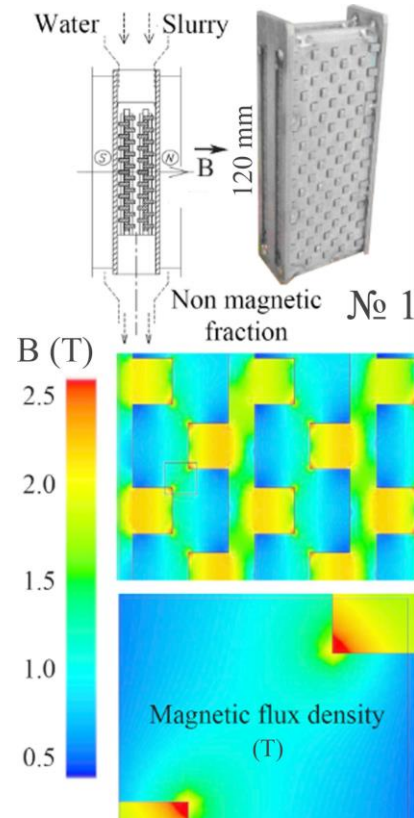 Water Slurry
S N
B
120 mm
Non magnetic
fraction
№ 1
B (T)
2.5
2.0
1.5
1.0
0.5
Magnetic flux density
(T)